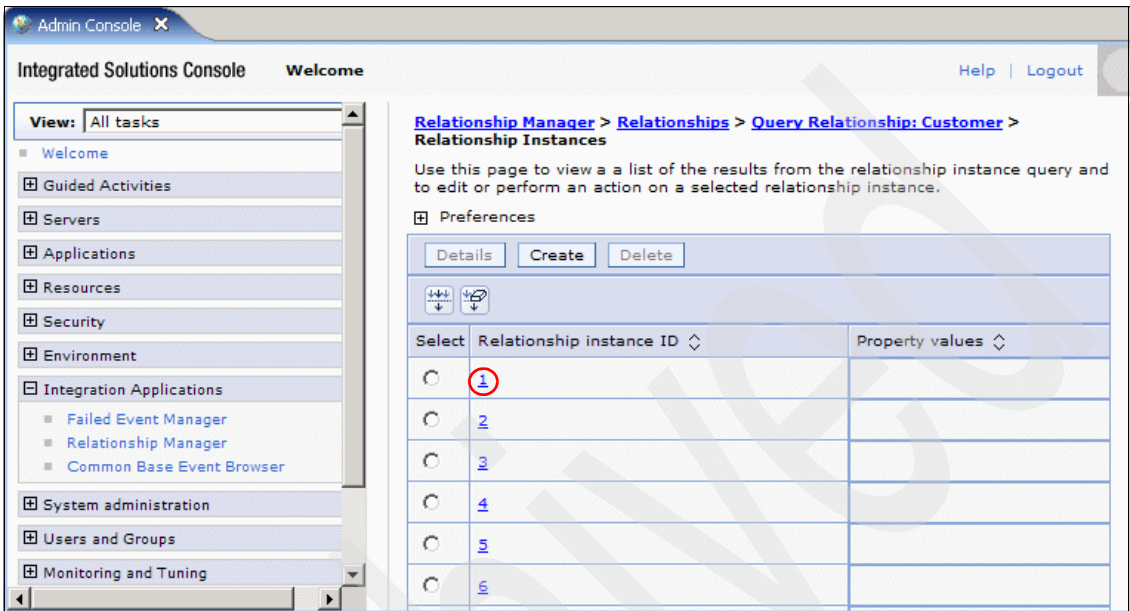 Admin Console
Integrated Solutions Console Welcome
Help | Logout
View: All tasks
Welcome
Guided Activities
Servers
Applications
Resources
Security
Environment
Integration Applications
Failed Event Manager
Relationship Manager
Common Base Event Browser
System administration
Users and Groups
Monitoring and Tuning
Relationship Manager > Relationships > Query Relationship: Customer >
Relationship Instances
Use this page to view a a list of the results from the relationship instance query and
to edit or perform an action on a selected relationship instance.
Preferences
Details Create Delete
Select Relationship instance ID Property values
1
2
3
4
5
6